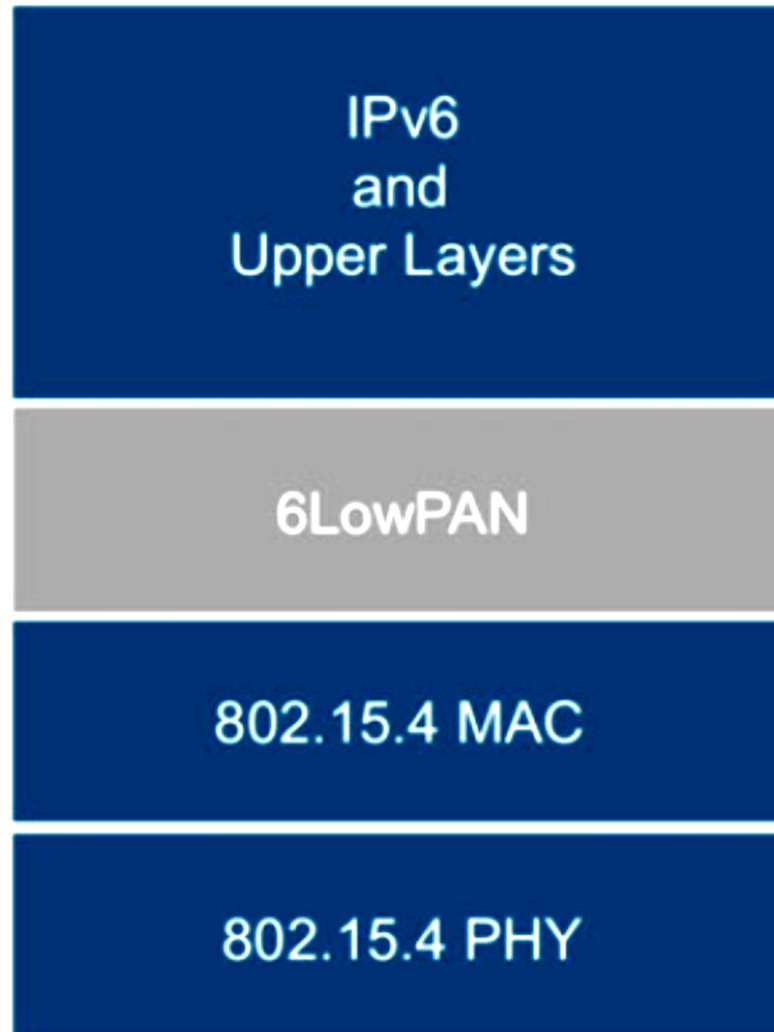 IPv6
and
Upper Layers
6LowPAN
802.15.4 MAC
802.15.4 PHY